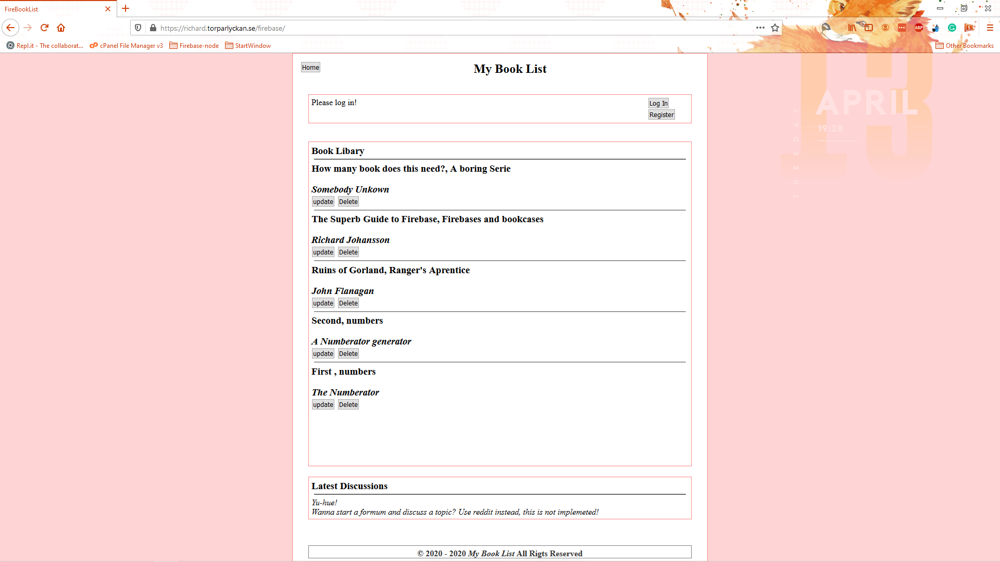 FireBookList
https://richard.torparlyckan.se/firebase/
ABP
Repl.it - The collaborat... cPanel File Manager v3 Firebase-node StartWindow Other Bookmarks
Home
My Book List
Please log in!
Log In
Register
Book Libary
How many book does this need?, A boring Serie
Somebody Unkown
update Delete
The Superb Guide to Firebase, Firebases and bookcases
Richard Johansson
update Delete
Ruins of Gorland, Ranger's Aprentice
John Flanagan
update Delete
Second, numbers
A Numberator generator
update Delete
First , numbers
The Numberator
update Delete
Latest Discussions
Yu-hue!
Wanna start a formum and discuss a topic? Use reddit instead, this is not implemeted!
© 2020 - 2020 My Book List All Rigts Reserved
13
APRIL
19:28
TUESDAY